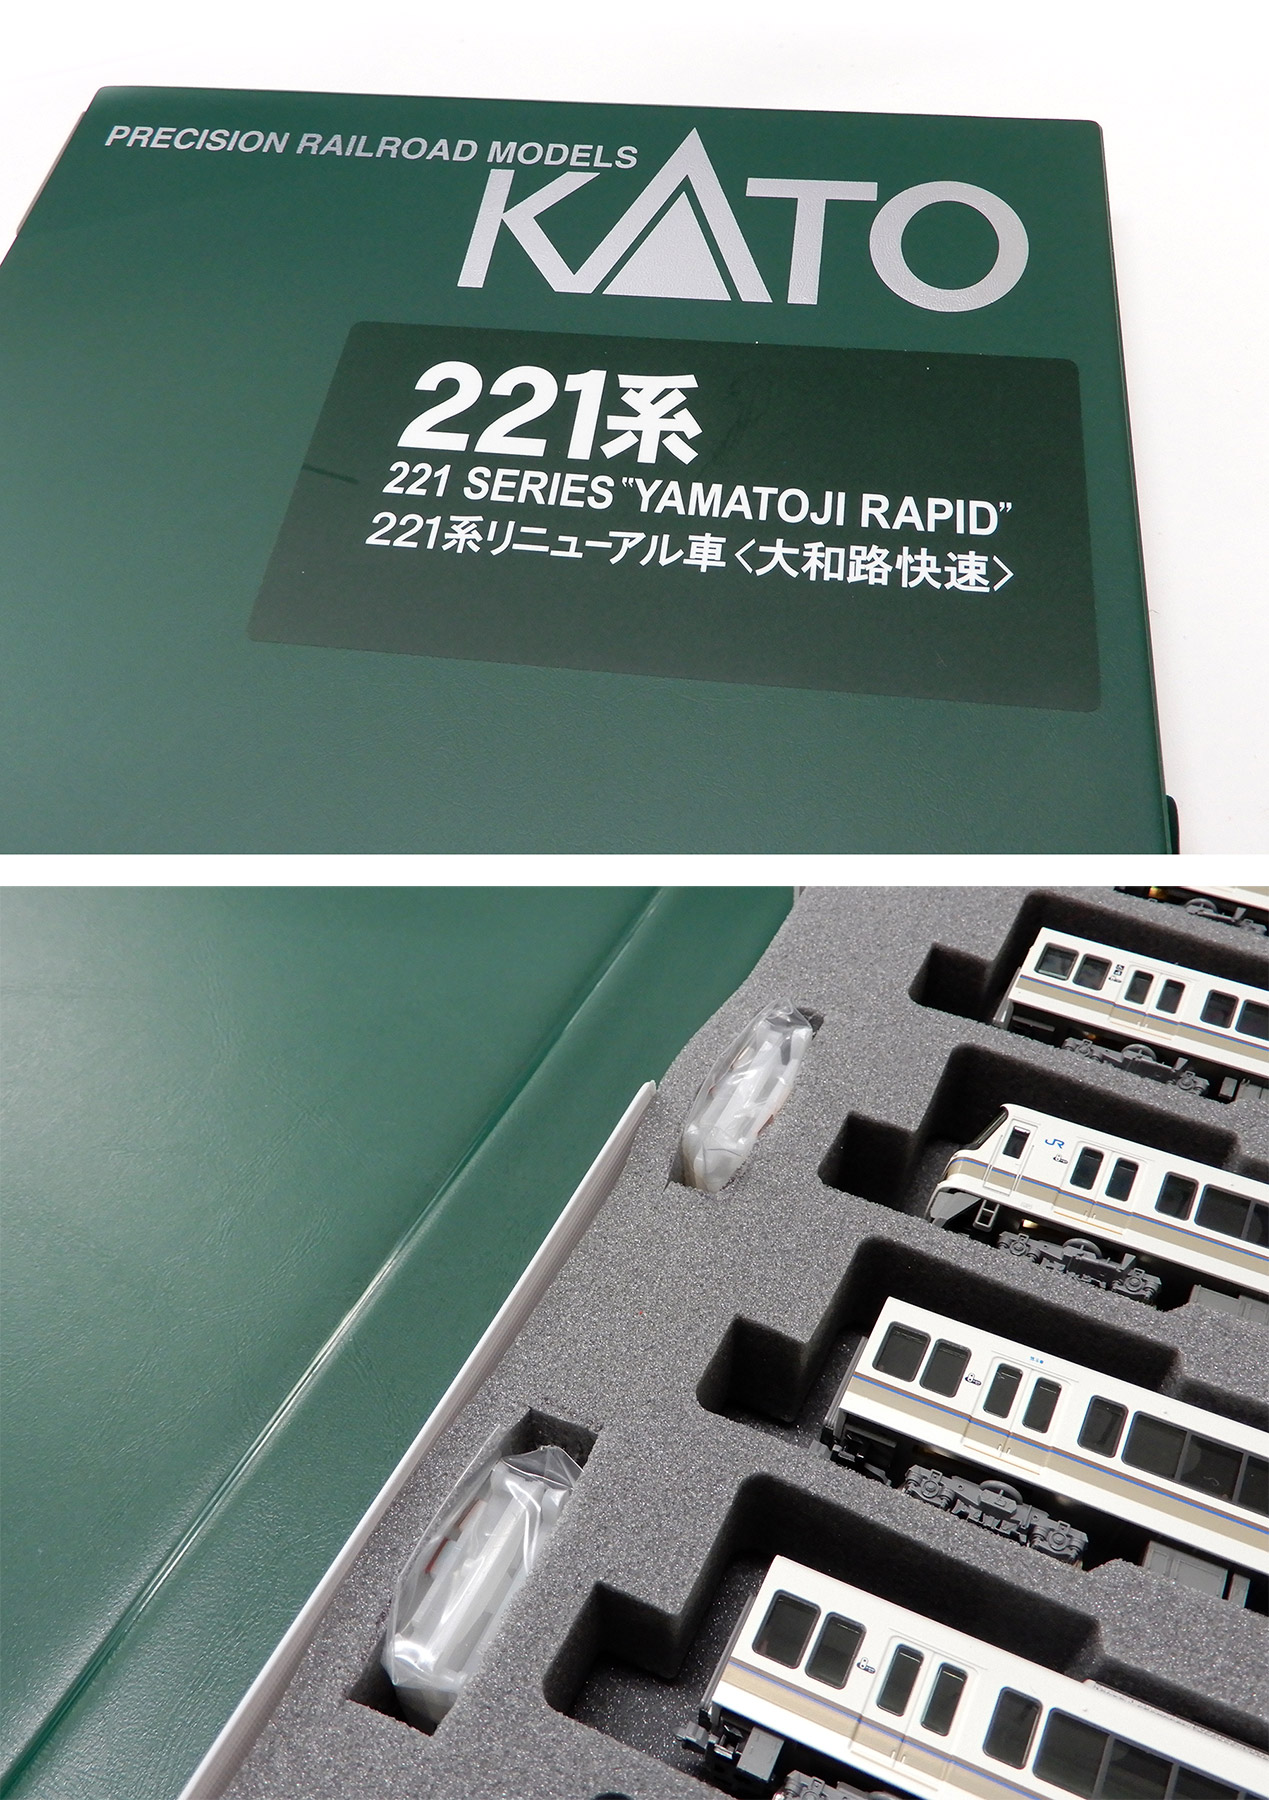 PRECISION RAILROAD MODELS
KATO
221系
221 SERIES "YAMATOJI RAPID"
221系リニューアル車〈大和路快速〉
JR